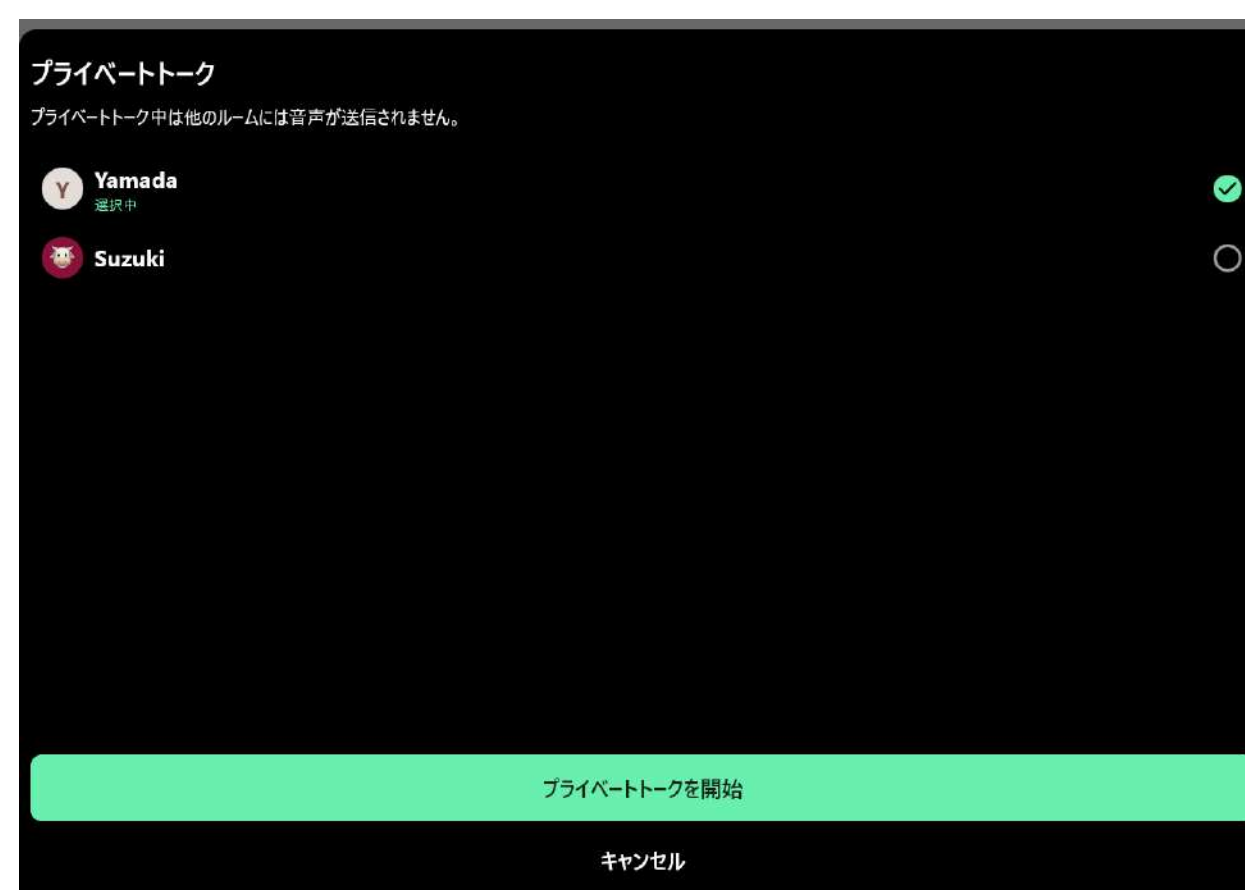 プライベートトーク
プライベートトーク中は他のルームには音声が送信されません。
Y
Yamada
選択中
Suzuki
プライベートトークを開始
キャンセル